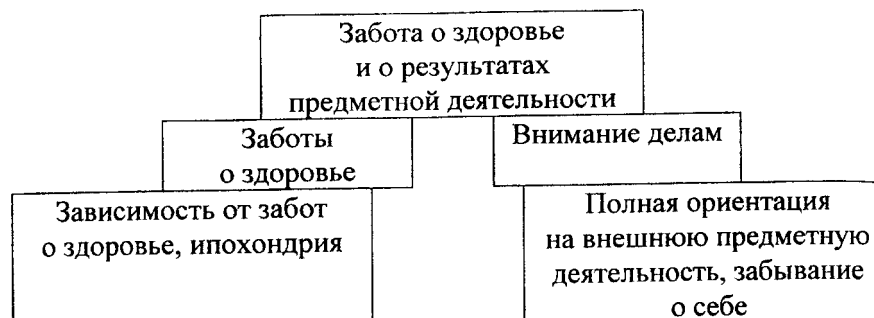 Забота о здоровье
и о результатах
предметной деятельности
Заботы
о здоровье
Внимание делам
Зависимость от забот
о здоровье, ипохондрия
Полная ориентация
на внешнюю предметную
деятельность, забывание
о себе